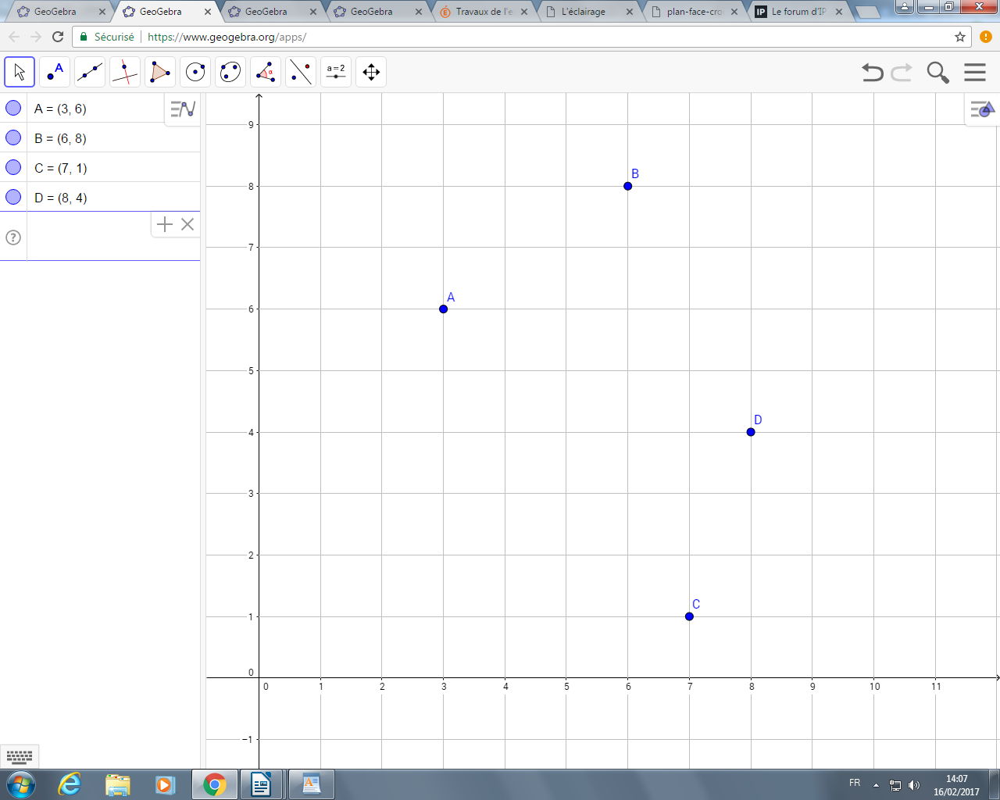 GeoGebra
GeoGebra
GeoGebra
GeoGebra
Travaux de l'e
L'éclairage
plan-face-cro
Le forum d'IP
Sécurisé
https://www.geogebra.org/apps/
A
α
a=2
A = (3, 6)
B = (6, 8)
C = (7, 1)
D = (8, 4)
?
9
8
7
6
5
4
3
2
1
0
−1
B
A
D
C
0
1
2
3
4
5
6
7
8
9
10
11
FR
14:07
16/02/2017